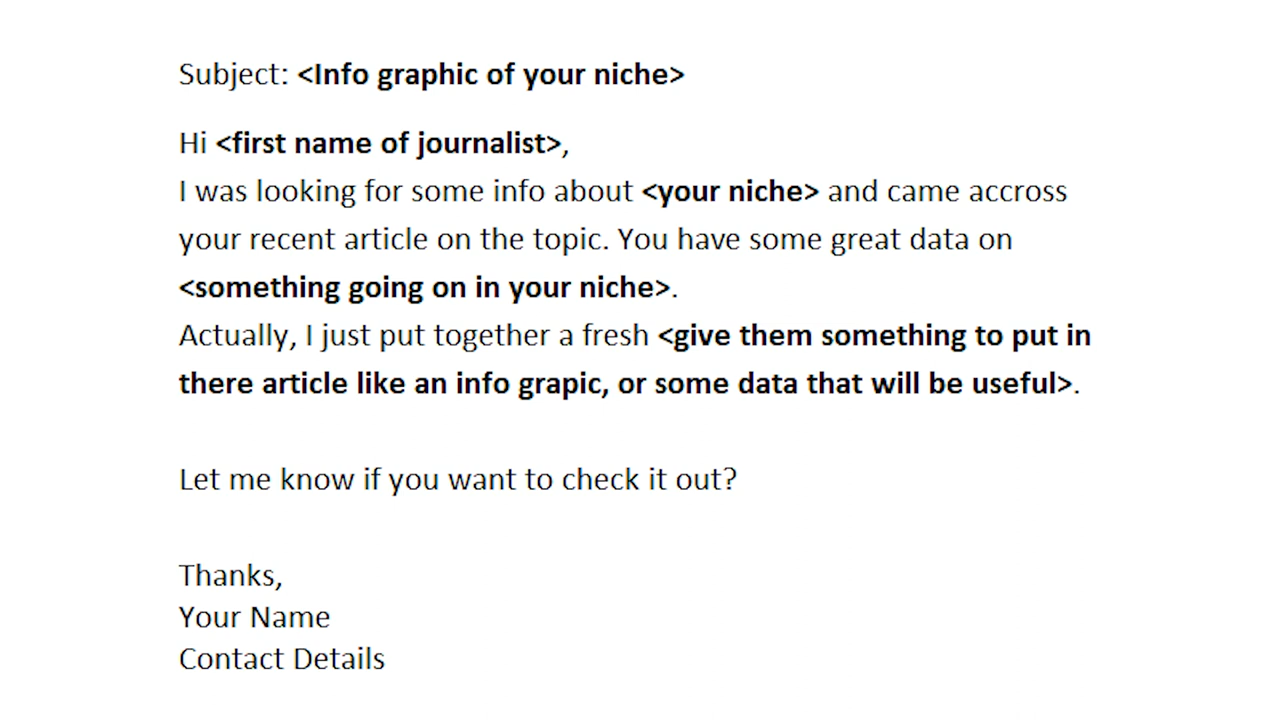 Subject: <Info graphic of your niche>
Hi <first name of journalist>,
I was looking for some info about <your niche> and came accross
your recent article on the topic. You have some great data on
<something going on in your niche>.
Actually, I just put together a fresh <give them something to put in
there article like an info grapic, or some data that will be useful>.
Let me know if you want to check it out?
Thanks,
Your Name
Contact Details